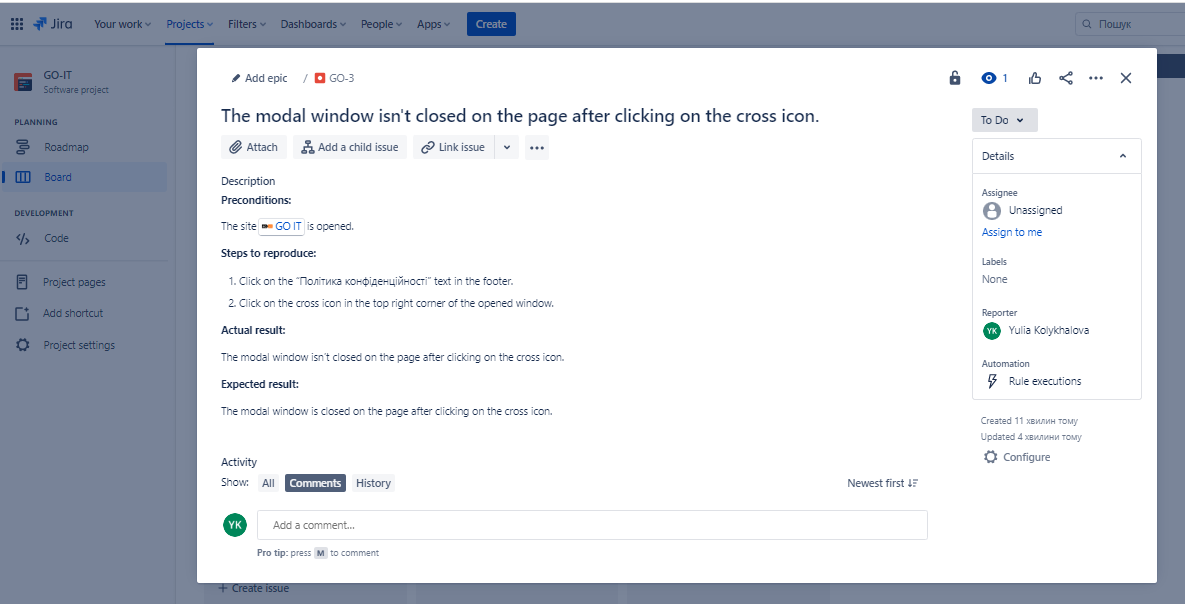 Jira Your work Projects Filters Dashboards People Apps Create Пошук
GO-IT
Software project
PLANNING
Roadmap
Board
DEVELOPMENT
Code
Project pages
Add shortcut
Project settings
Add epic / GO-3 1
The modal window isn't closed on the page after clicking on the cross icon.
Attach Add a child issue Link issue
Description
Preconditions:
The site GO IT is opened.
Steps to reproduce:
1. Click on the “Політика конфіденційності” text in the footer.
2. Click on the cross icon in the top right corner of the opened window.
Actual result:
The modal window isn't closed on the page after clicking on the cross icon.
Expected result:
The modal window is closed on the page after clicking on the cross icon.
Activity
Show: All Comments History Newest first
YK Add a comment...
Pro tip: press M to comment
To Do
Details
Assignee
Unassigned
Assign to me
Labels
None
Reporter
YK Yulia Kolykhalova
Automation
Rule executions
Created 11 хвилин тому
Updated 4 хвилини тому
Configure
+ Create issue